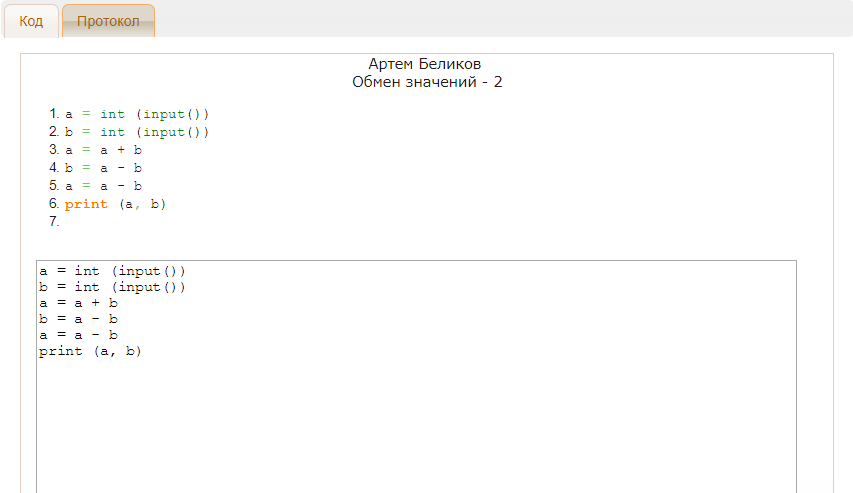 Код
Протокол
Артем Беликов
Обмен значений - 2
1. a = int (input())
2. b = int (input())
3. a = a + b
4. b = a - b
5. a = a - b
6. print (a, b)
7.
a = int (input())
b = int (input())
a = a + b
b = a - b
a = a - b
print (a, b)